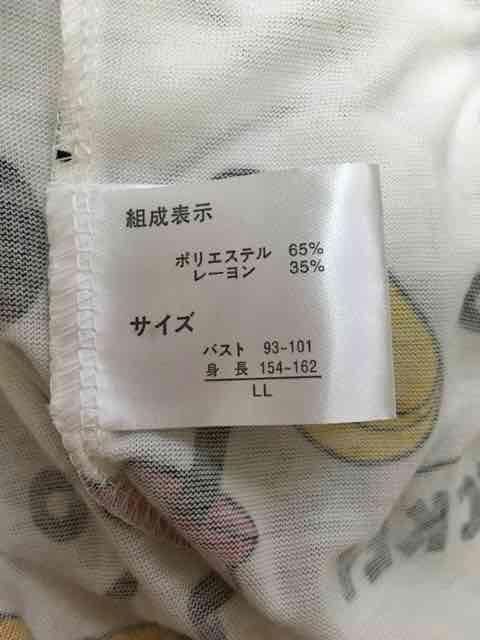 組成表示
ポリエステル 65%
レーヨン 35%
サイズ
バスト 93-101
身長 154-162
LL